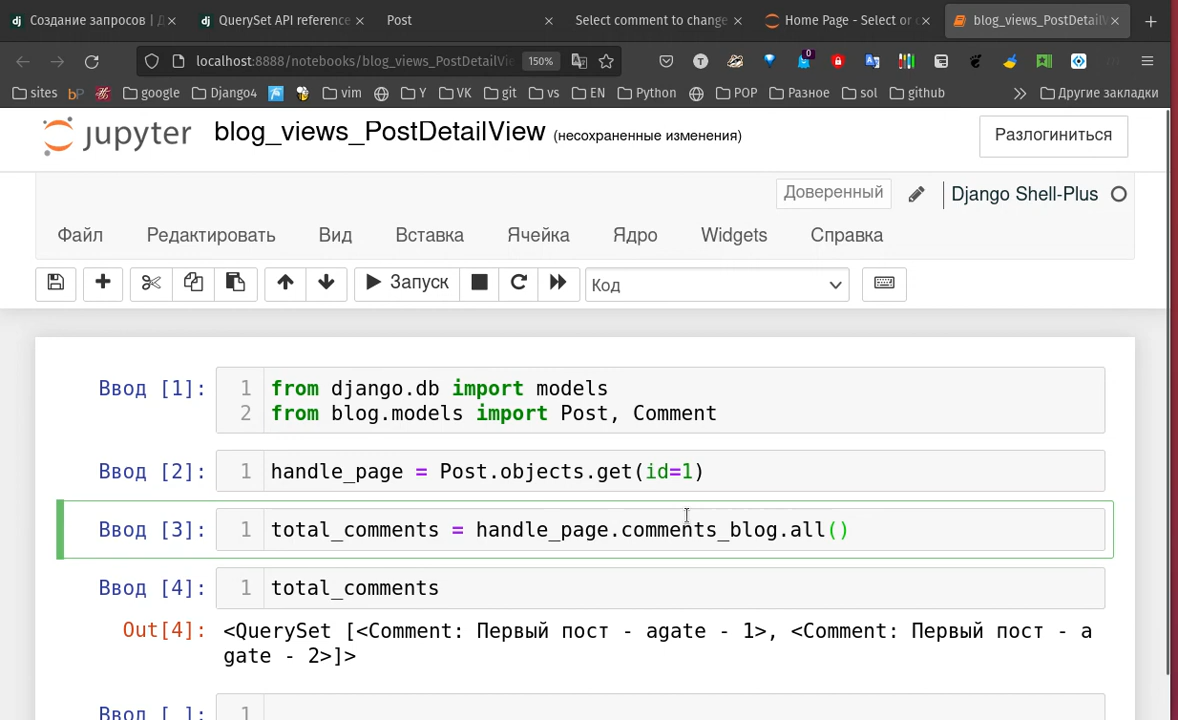 Создание запросов | Д
QuerySet API reference
Post
Select comment to change
Home Page - Select or c
blog_views_PostDetailV
localhost:8888/notebooks/blog_views_PostDetailVie
150%
0
sites
google
Django4
vim
Y
VK
git
vs
EN
Python
POP
Разное
sol
github
Другие закладки
jupyter
blog_views_PostDetailView (несохраненные изменения)
Разлогиниться
Доверенный
Django Shell-Plus
Файл
Редактировать
Вид
Вставка
Ячейка
Ядро
Widgets
Справка
Запуск
Код
Ввод [1]:
1 from django.db import models
2 from blog.models import Post, Comment
Ввод [2]:
1 handle_page = Post.objects.get(id=1)
Ввод [3]:
1 total_comments = handle_page.comments_blog.all()
Ввод [4]:
1 total_comments
Out[4]:
<QuerySet [<Comment: Первый пост - agate - 1>, <Comment: Первый пост - a
gate - 2>]>
Ввод [ ]:
1